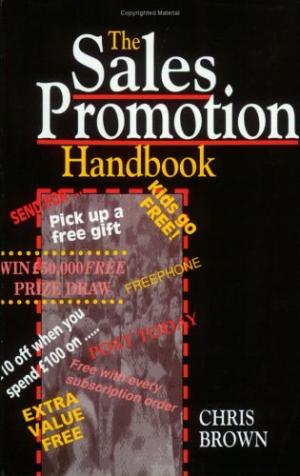 The
Sales
Promotion
Handbook
SEND FOR ....
Pick up a
free gift
Kids go
FREE!
WIN £50,000 FREE
PRIZE DRAW
FREEPHONE
10 off when you
spend £100 on .....
POST TODAY
Free with every
subscription order
EXTRA
VALUE
FREE
CHRIS
BROWN